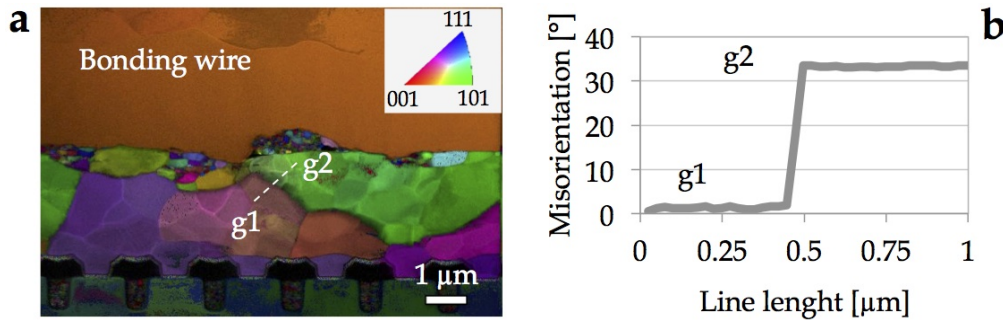 a
Bonding wire
111
001
101
g2
g1
1 µm
b
Misorientation [°]
40
30
20
10
0
g2
g1
0
0.25
0.5
0.75
1
Line lenght [µm]